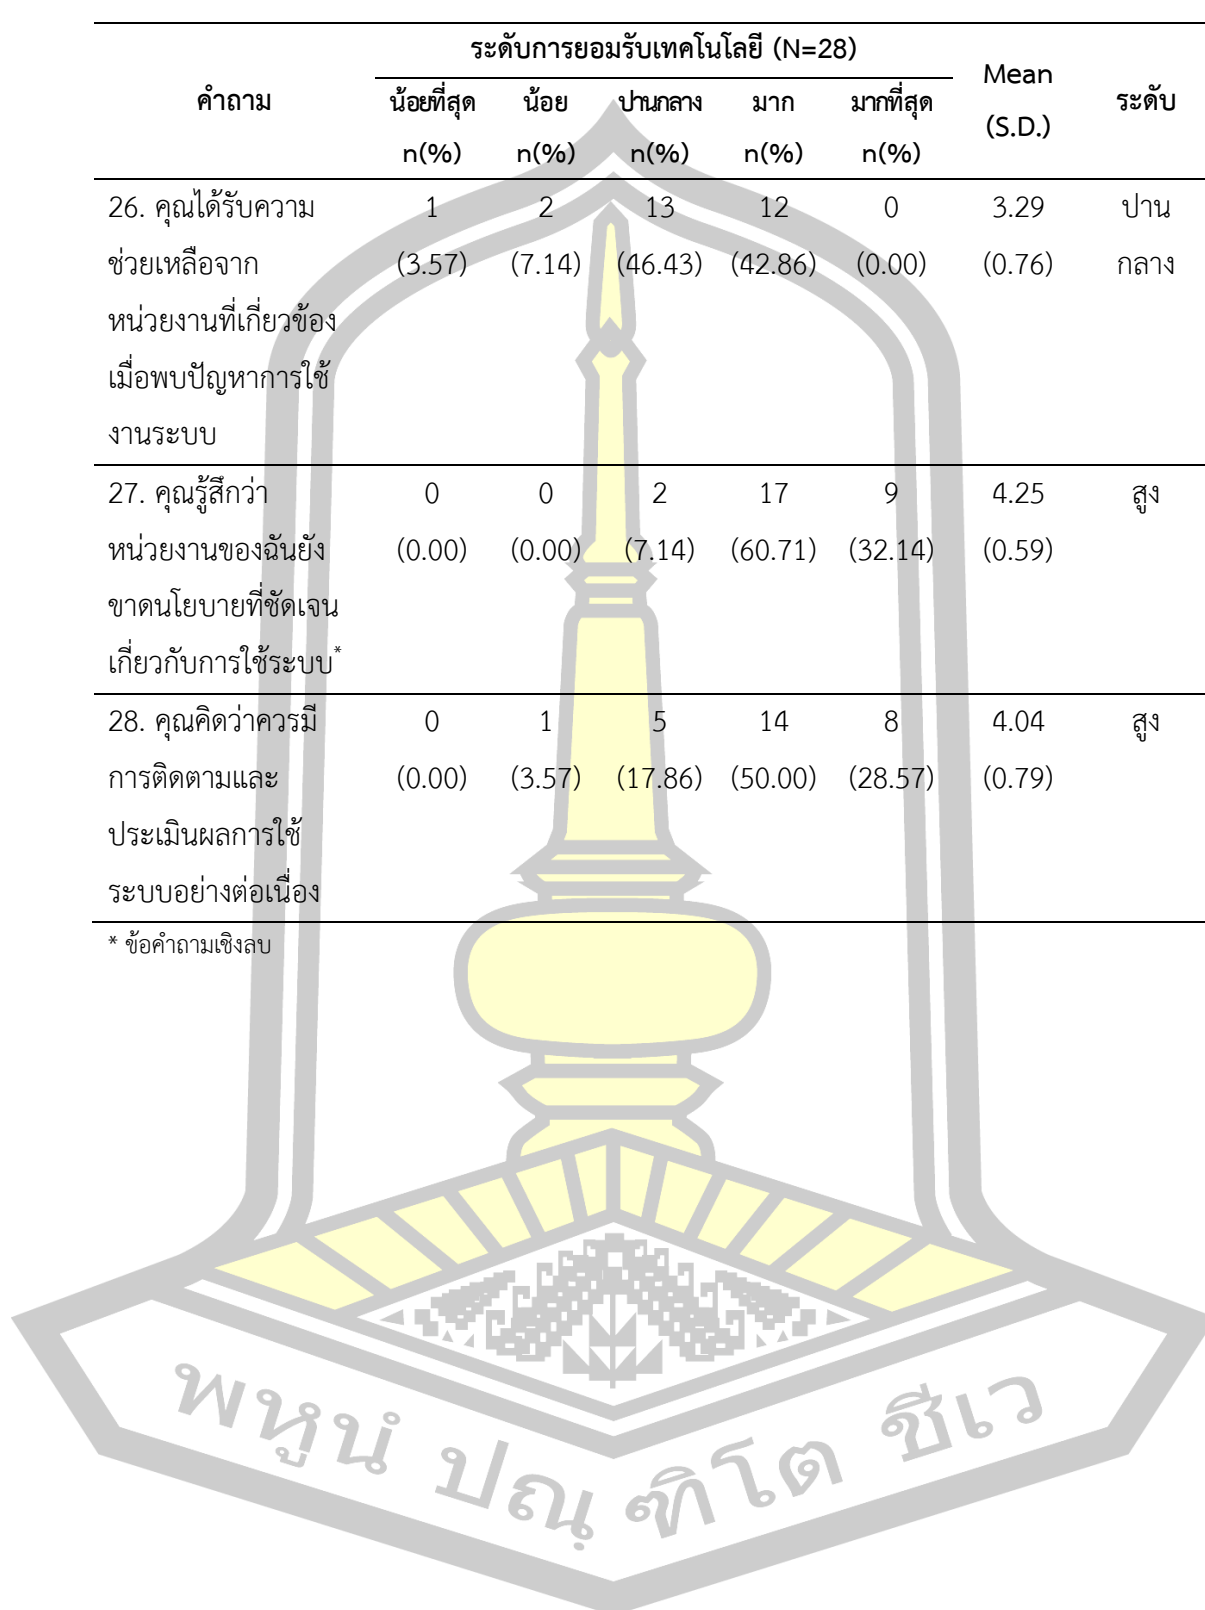 ระดับการยอมรับเทคโนโลยี (N=28)
คำถาม น้อยที่สุด น้อย ปานกลาง มาก มากที่สุด Mean ระดับ
n(%) n(%) n(%) n(%) n(%) (S.D.)
26. คุณได้รับความ 1 2 13 12 0 3.29 ปาน
ช่วยเหลือจาก (3.57) (7.14) (46.43) (42.86) (0.00) (0.76) กลาง
หน่วยงานที่เกี่ยวข้อง
เมื่อพบปัญหาการใช้
งานระบบ
27. คุณรู้สึกว่า 0 0 2 17 9 4.25 สูง
หน่วยงานของฉันยัง (0.00) (0.00) (7.14) (60.71) (32.14) (0.59)
ขาดนโยบายที่ชัดเจน
เกี่ยวกับการใช้ระบบ*
28. คุณคิดว่าควรมี 0 1 5 14 8 4.04 สูง
การติดตามและ (0.00) (3.57) (17.86) (50.00) (28.57) (0.79)
ประเมินผลการใช้
ระบบอย่างต่อเนื่อง
* ข้อคำถามเชิงลบ
พหูนํ ปณฺ ฑิโต ชีเว